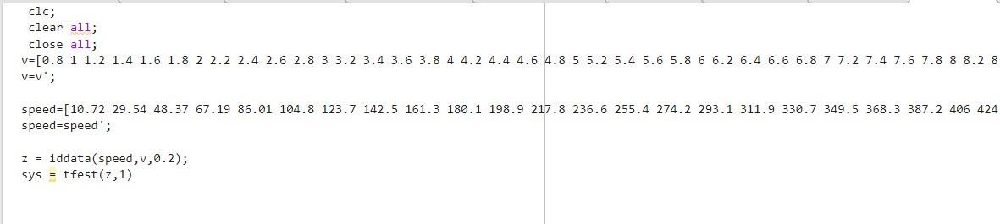 clc;
clear all;
close all;
v=[0.8 1 1.2 1.4 1.6 1.8 2 2.2 2.4 2.6 2.8 3 3.2 3.4 3.6 3.8 4 4.2 4.4 4.6 4.8 5 5.2 5.4 5.6 5.8 6 6.2 6.4 6.6 6.8 7 7.2 7.4 7.6 7.8 8 8.2 8
v=v';
speed=[10.72 29.54 48.37 67.19 86.01 104.8 123.7 142.5 161.3 180.1 198.9 217.8 236.6 255.4 274.2 293.1 311.9 330.7 349.5 368.3 387.2 406 424
speed=speed';
z = iddata(speed,v,0.2);
sys = tfest(z,1)